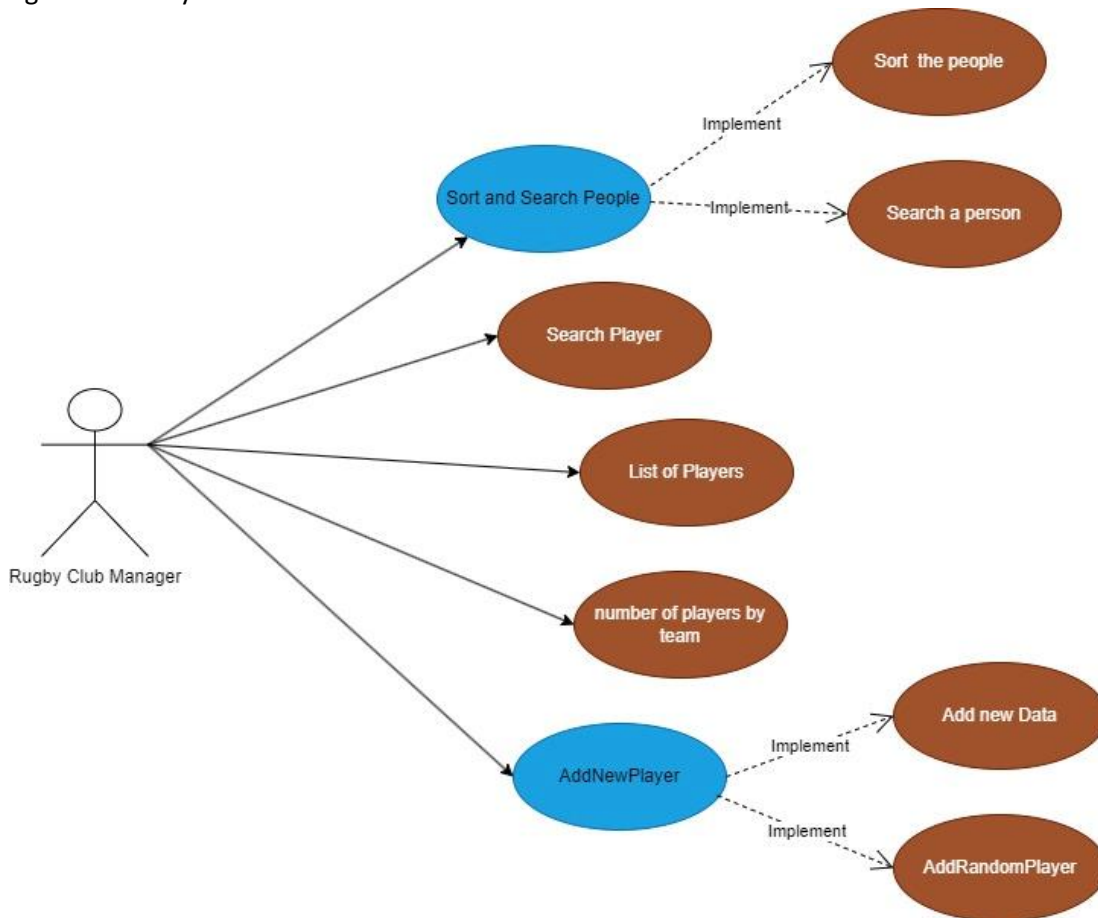 Sort the people
Implement
Sort and Search People
Implement
Search a person
Search Player
List of Players
Rugby Club Manager
number of players by
team
Add new Data
Implement
AddNewPlayer
Implement
AddRandomPlayer